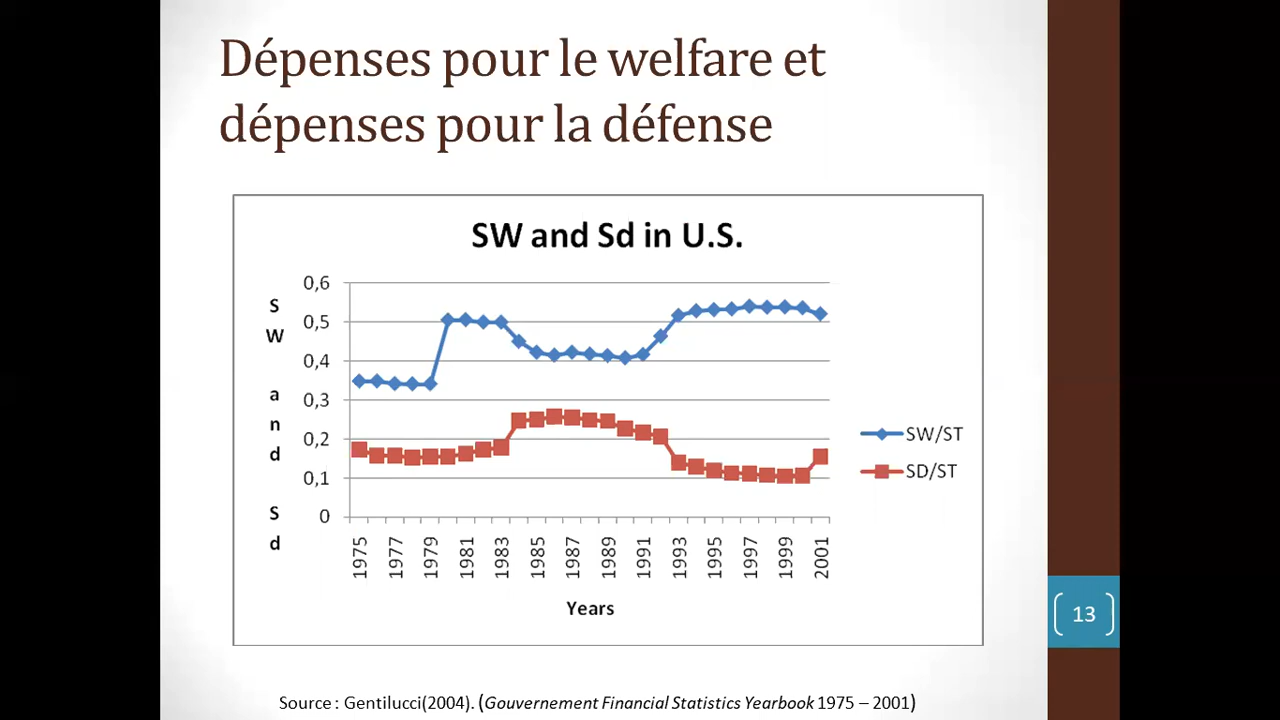 Dépenses pour le welfare et
dépenses pour la défense
SW and Sd in U.S.
0,6
0,5
0,4
0,3
0,2
0,1
0
S
W
a
n
d
S
d
1975
1977
1979
1981
1983
1985
1987
1989
1991
1993
1995
1997
1999
2001
Years
SW/ST
SD/ST
13
Source : Gentilucci(2004). (Gouvernement Financial Statistics Yearbook 1975 – 2001)